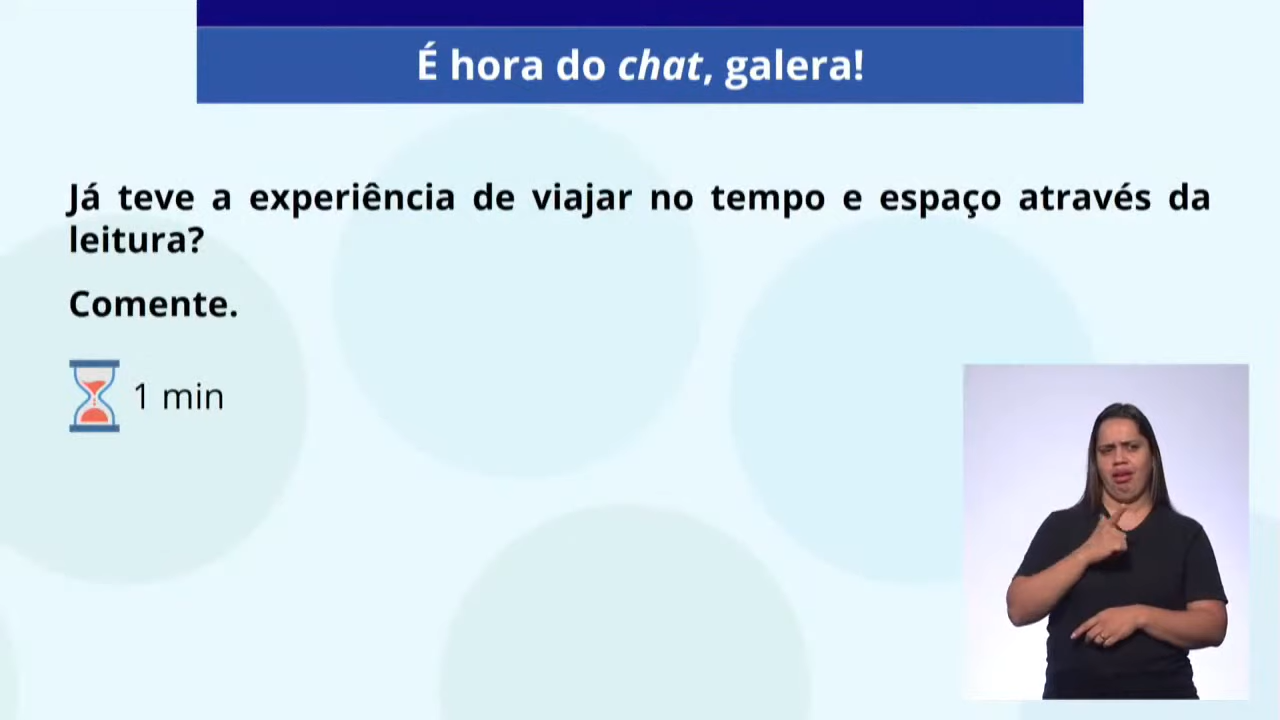 É hora do chat, galera!
Já teve a experiência de viajar no tempo e espaço através da
leitura?
Comente.
1 min